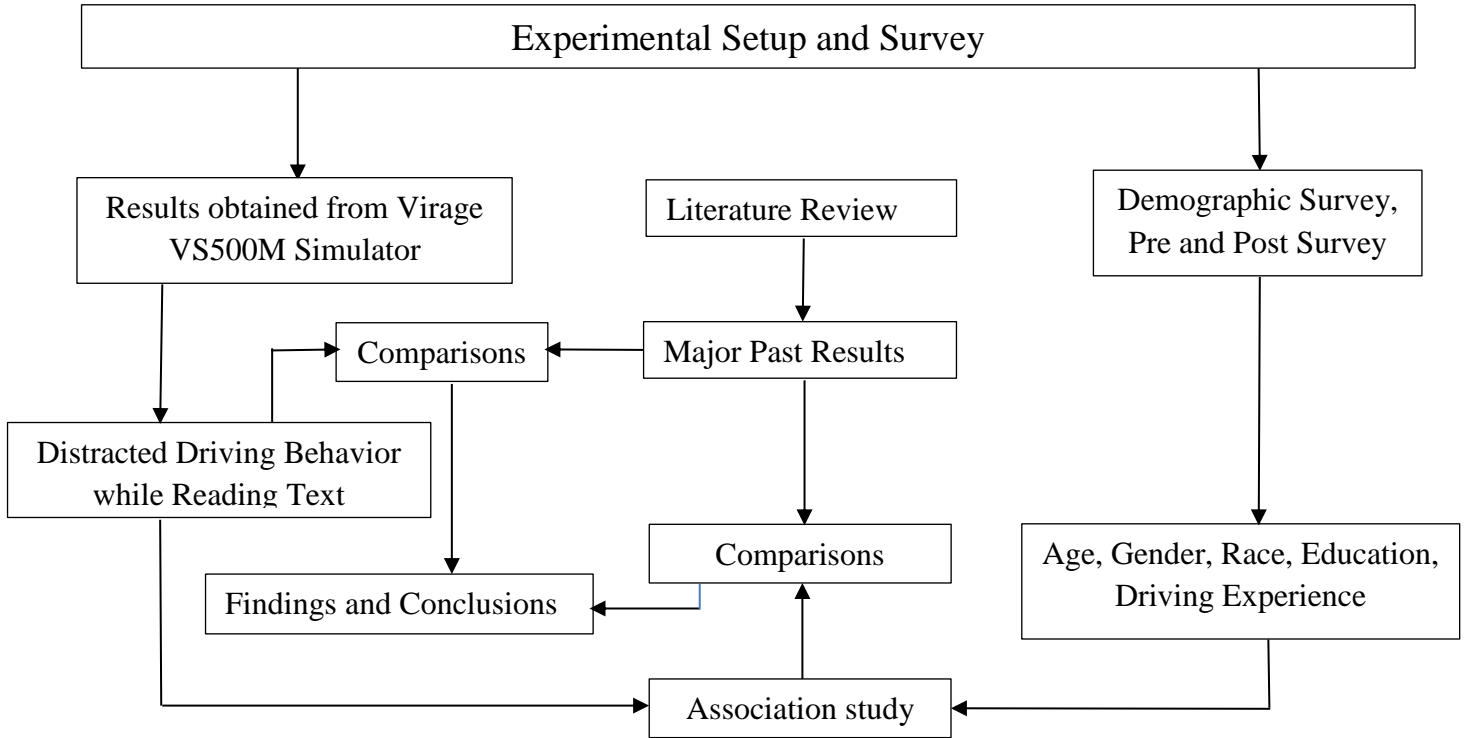 Experimental Setup and Survey
Results obtained from Virage
VS500M Simulator
Literature Review
Demographic Survey,
Pre and Post Survey
Comparisons
Major Past Results
Distracted Driving Behavior
while Reading Text
Comparisons
Age, Gender, Race, Education,
Driving Experience
Findings and Conclusions
Association study